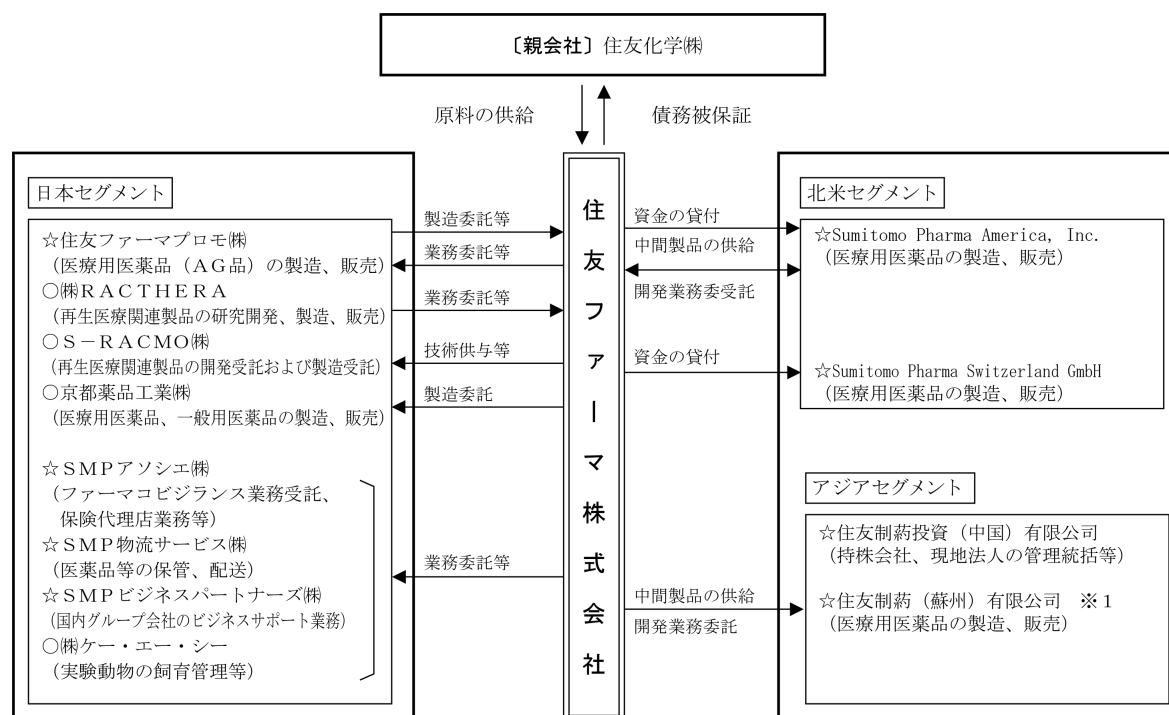 〔親会社〕住友化学㈱
原料の供給
債務被保証
日本セグメント
☆住友ファーマプロモ㈱
（医療用医薬品（ＡＧ品）の製造、販売）
○㈱ＲＡＣＴＨＥＲＡ
（再生医療関連製品の研究開発、製造、販売）
○Ｓ－ＲＡＣＭＯ㈱
（再生医療関連製品の開発受託および製造受託）
○京都薬品工業㈱
（医療用医薬品、一般用医薬品の製造、販売）
☆ＳＭＰアソシエ㈱
（ファーマコビジランス業務受託、
保険代理店業務等）
☆ＳＭＰ物流サービス㈱
（医薬品等の保管、配送）
☆ＳＭＰビジネスパートナーズ㈱
（国内グループ会社のビジネスサポート業務）
○㈱ケー・エー・シー
（実験動物の飼育管理等）
製造委託等
業務委託等
業務委託等
技術供与等
製造委託
業務委託等
住友ファーマ株式会社
資金の貸付
中間製品の供給
開発業務委受託
資金の貸付
中間製品の供給
開発業務委託
北米セグメント
☆Sumitomo Pharma America, Inc.
（医療用医薬品の製造、販売）
☆Sumitomo Pharma Switzerland GmbH
（医療用医薬品の製造、販売）
アジアセグメント
☆住友制葯投資（中国）有限公司
（持株会社、現地法人の管理統括等）
☆住友制葯（蘇州）有限公司　※１
（医療用医薬品の製造、販売）